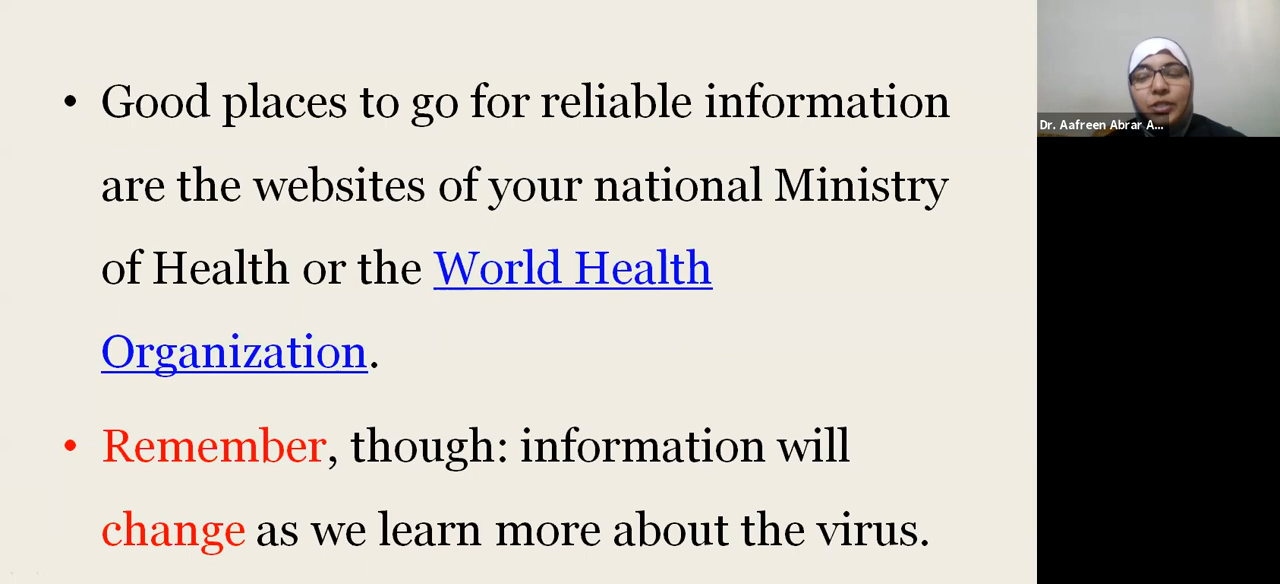 • Good places to go for reliable information
are the websites of your national Ministry
of Health or the World Health
Organization.
• Remember, though: information will
change as we learn more about the virus.
Dr. Aafreen Abrar A...